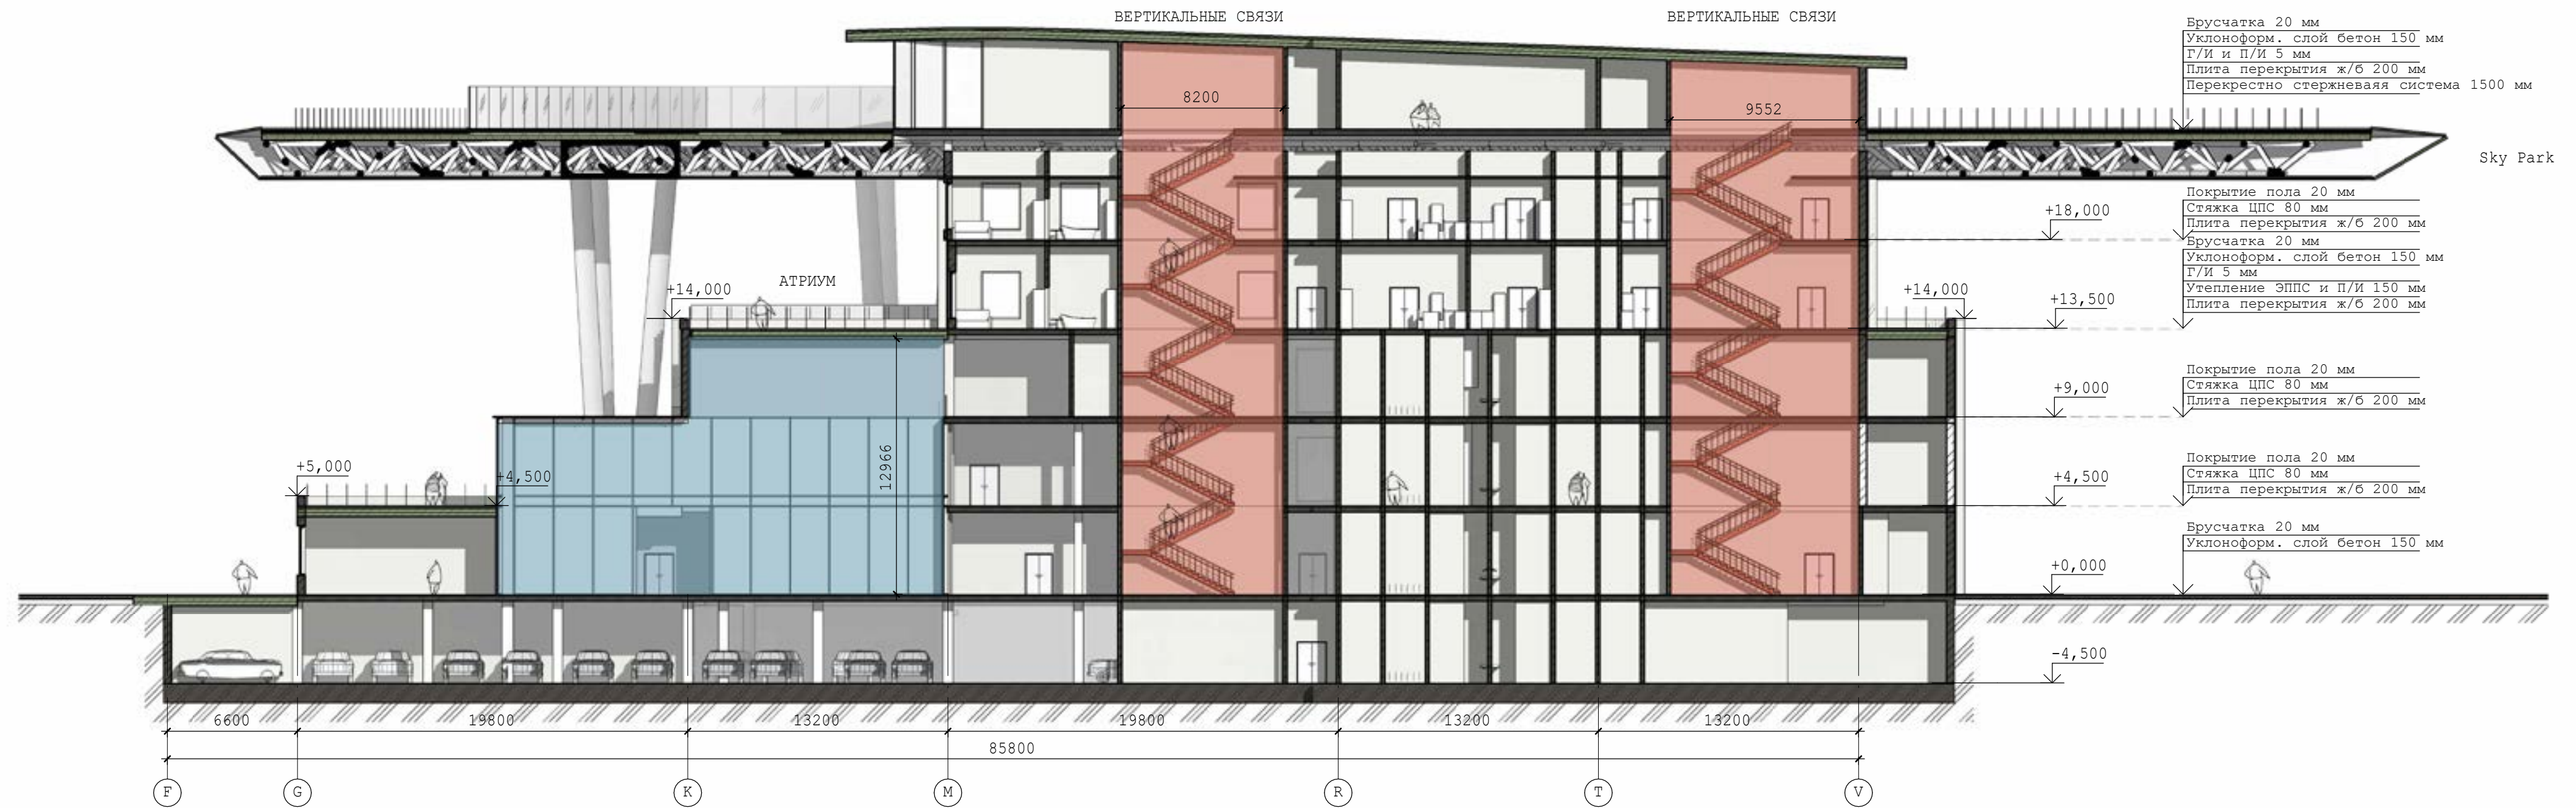 ВЕРТИКАЛЬНЫЕ СВЯЗИ
ВЕРТИКАЛЬНЫЕ СВЯЗИ
Брусчатка 20 мм
Уклоноформ. слой бетон 150 мм
Г/И и П/И 5 мм
Плита перекрытия ж/б 200 мм
Перекрестно стержневаяя система 1500 мм
8200
9552
Sky Park
Покрытие пола 20 мм
Стяжка ЦПС 80 мм
Плита перекрытия ж/б 200 мм
+18,000
Брусчатка 20 мм
Уклоноформ. слой бетон 150 мм
Г/И 5 мм
Утепление ЭППС и П/И 150 мм
Плита перекрытия ж/б 200 мм
АТРИУМ
+14,000
+14,000
+13,500
Покрытие пола 20 мм
Стяжка ЦПС 80 мм
Плита перекрытия ж/б 200 мм
+9,000
12966
+5,000
+4,500
Покрытие пола 20 мм
Стяжка ЦПС 80 мм
Плита перекрытия ж/б 200 мм
+4,500
Брусчатка 20 мм
Уклоноформ. слой бетон 150 мм
+0,000
-4,500
6600
19800
13200
19800
13200
13200
85800
F
G
K
M
R
T
V